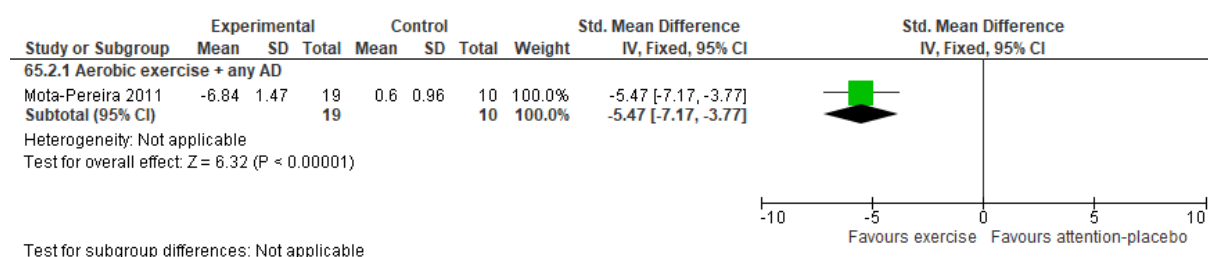 Experimental Control Std. Mean Difference Std. Mean Difference
Study or Subgroup Mean SD Total Mean SD Total Weight IV, Fixed, 95% CI IV, Fixed, 95% CI
65.2.1 Aerobic exercise + any AD
Mota-Pereira 2011 -6.84 1.47 19 0.6 0.96 10 100.0% -5.47 [-7.17, -3.77]
Subtotal (95% CI) 19 10 100.0% -5.47 [-7.17, -3.77]
Heterogeneity: Not applicable
Test for overall effect: Z = 6.32 (P < 0.00001)
-10 -5 0 5 10
Favours exercise Favours attention-placebo
Test for subgroup differences: Not applicable